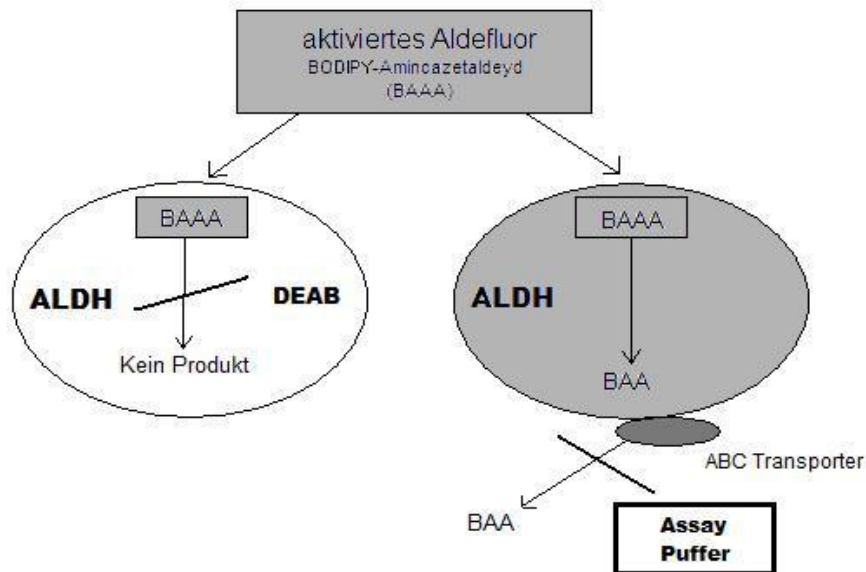 aktiviertes Aldefluor
BODIPY-Amincazetaldeyd
(BAAA)
BAAA
ALDH
DEAB
Kein Produkt
BAAA
ALDH
BAA
ABC Transporter
BAA
Assay
Puffer